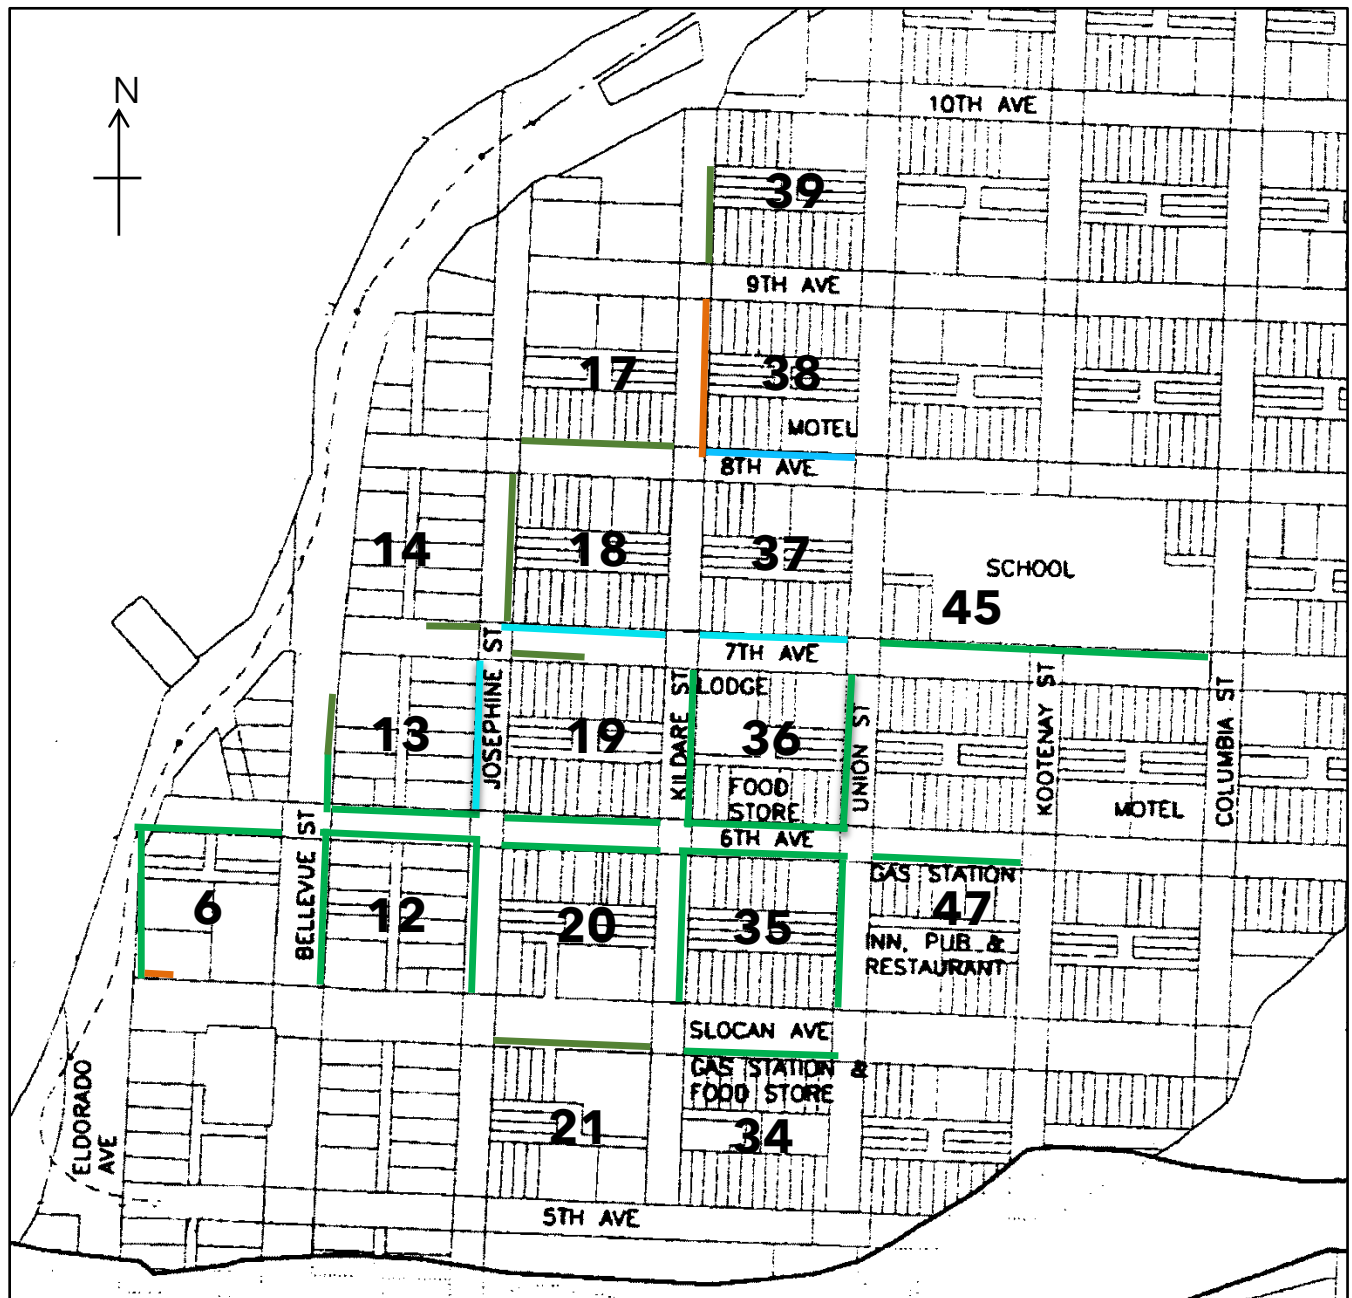 N
10TH AVE
39
9TH AVE
17
38
MOTEL
8TH AVE
14
18
37
SCHOOL
45
7TH AVE
JOSEPHINE ST
KILDARE ST
LODGE
13
19
36
UNION ST
KOOTENAY ST
COLUMBIA ST
FOOD
STORE
MOTEL
6TH AVE
BELLEVUE ST
GAS STATION
6
12
20
35
47
INN, PUB &
RESTAURANT
SLOCAN AVE
GAS STATION &
FOOD STORE
ELDORADO
AVE
21
34
5TH AVE